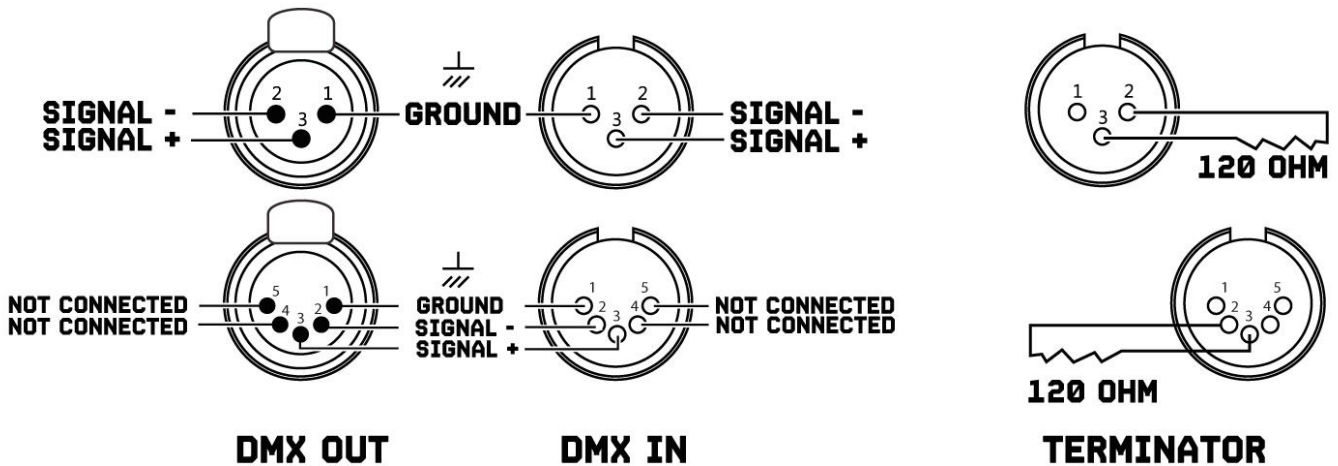 2 1
3
SIGNAL -
SIGNAL +
GROUND
1 2
3
SIGNAL -
SIGNAL +
1 2
3
120 OHM
5 1
4 3 2
NOT CONNECTED
NOT CONNECTED
GROUND
SIGNAL -
SIGNAL +
1 5
2 3 4
NOT CONNECTED
NOT CONNECTED
1 5
2 3 4
120 OHM
DMX OUT
DMX IN
TERMINATOR